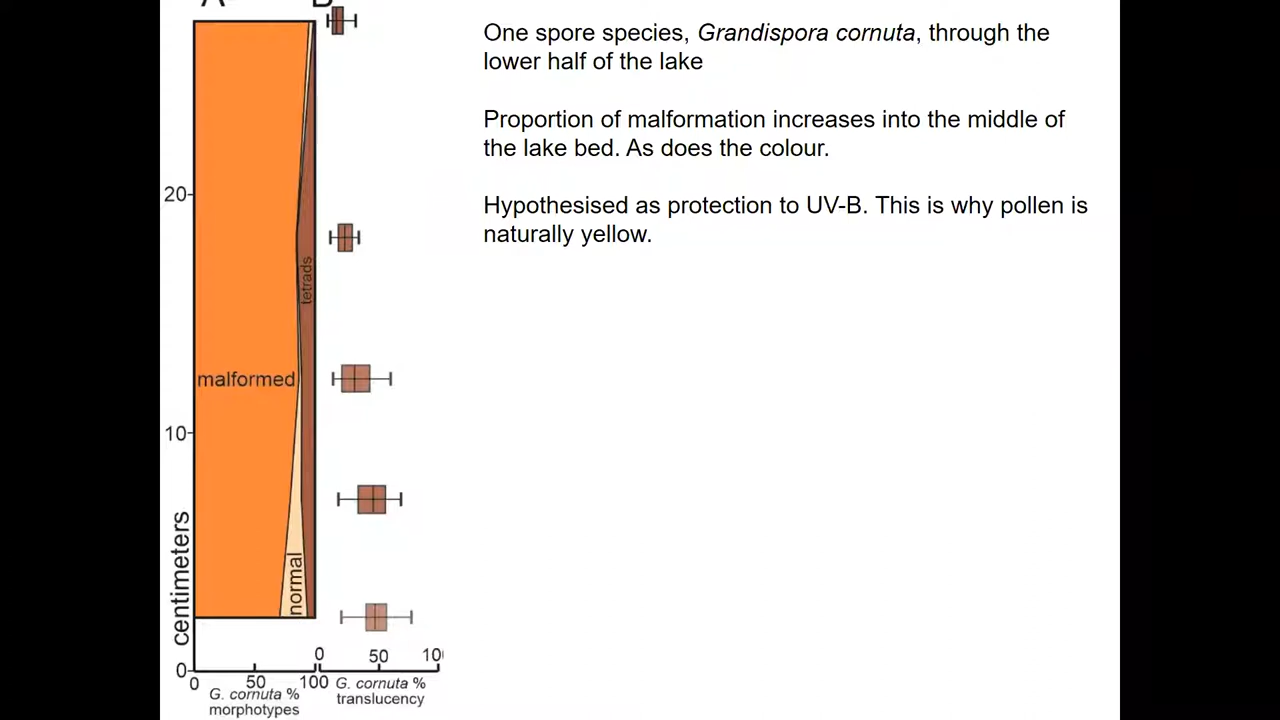 A
B
One spore species, Grandispora cornuta, through the
lower half of the lake
Proportion of malformation increases into the middle of
the lake bed. As does the colour.
Hypothesised as protection to UV-B. This is why pollen is
naturally yellow.
20
tetrads
malformed
10
centimeters
normal
0
0 50 100
G. cornuta %
morphotypes
0 50 10
G. cornuta %
translucency